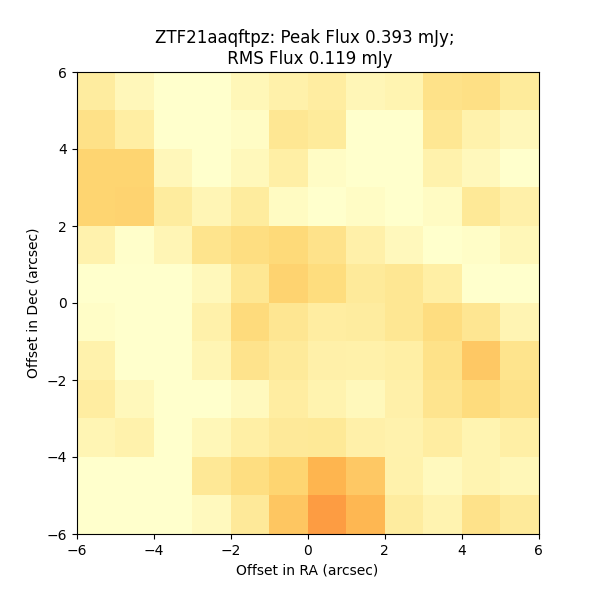 ZTF21aaqftpz: Peak Flux 0.393 mJy;
RMS Flux 0.119 mJy
6
4
2
0
−2
−4
−6
Offset in Dec (arcsec)
−6 −4 −2 0 2 4 6
Offset in RA (arcsec)